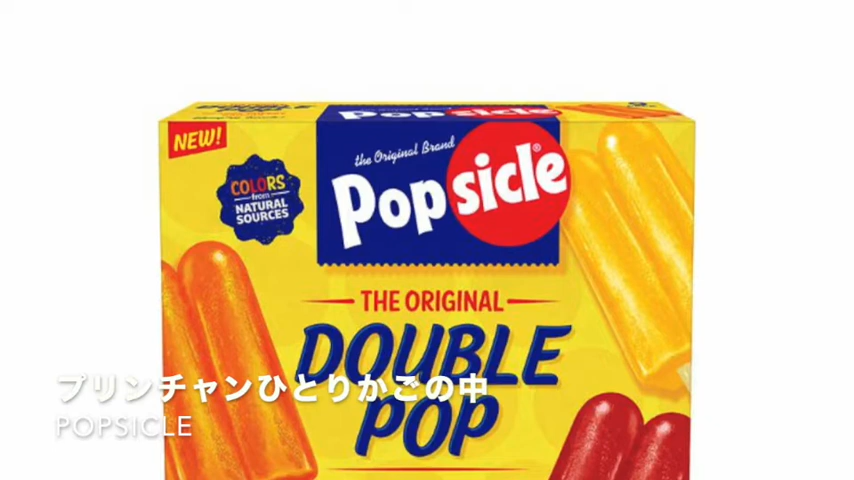 Popsicle
NEW!
COLORS
from
NATURAL
SOURCES
the Original Brand
Popsicle®
THE ORIGINAL
DOUBLE
POP
プリンチャンひとりかごの中
POPSICLE